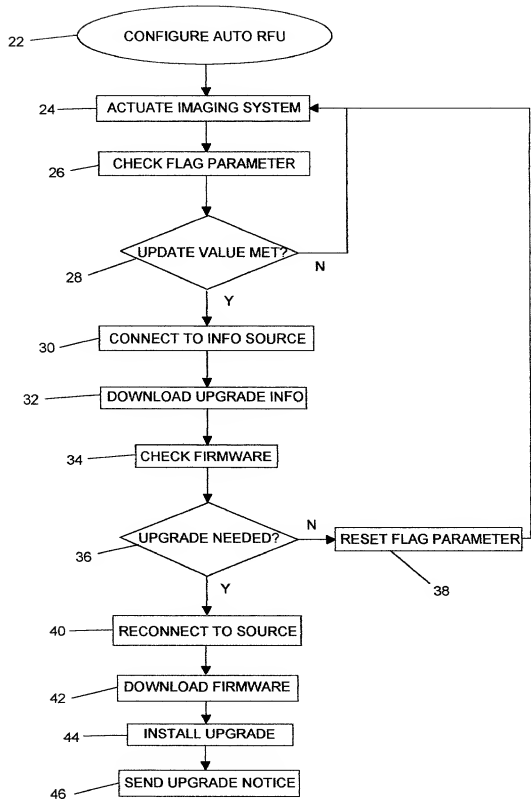 CONFIGURE AUTO RFU
22
ACTUATE IMAGING SYSTEM
24
CHECK FLAG PARAMETER
26
UPDATE VALUE MET?
N
28
Y
CONNECT TO INFO SOURCE
30
DOWNLOAD UPGRADE INFO
32
CHECK FIRMWARE
34
UPGRADE NEEDED?
N
RESET FLAG PARAMETER
36
38
Y
RECONNECT TO SOURCE
40
DOWNLOAD FIRMWARE
42
INSTALL UPGRADE
44
SEND UPGRADE NOTICE
46